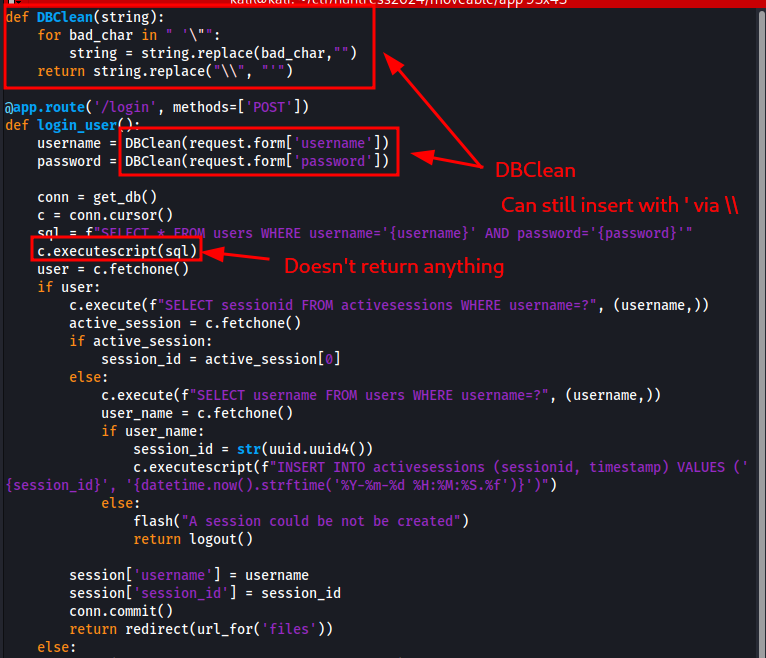 kali@kali: ~/ctf/huntress2024/moveable/app 95x45
def DBClean(string):
    for bad_char in " '\"":
        string = string.replace(bad_char,"")
    return string.replace("\\", "'")
@app.route('/login', methods=['POST'])
def login_user():
    username = DBClean(request.form['username'])
    password = DBClean(request.form['password'])
DBClean
    conn = get_db()
Can still insert with ' via \\
    c = conn.cursor()
    sql = f"SELECT * FROM users WHERE username='{username}' AND password='{password}'"
    c.executescript(sql)
Doesn't return anything
    user = c.fetchone()
    if user:
        c.execute(f"SELECT sessionid FROM activesessions WHERE username=?", (username,))
        active_session = c.fetchone()
        if active_session:
            session_id = active_session[0]
        else:
            c.execute(f"SELECT username FROM users WHERE username=?", (username,))
            user_name = c.fetchone()
            if user_name:
                session_id = str(uuid.uuid4())
                c.executescript(f"INSERT INTO activesessions (sessionid, timestamp) VALUES ('
{session_id}', '{datetime.now().strftime('%Y-%m-%d %H:%M:%S.%f')}')")
            else:
                flash("A session could be not be created")
                return logout()
        session['username'] = username
        session['session_id'] = session_id
        conn.commit()
        return redirect(url_for('files'))
    else: